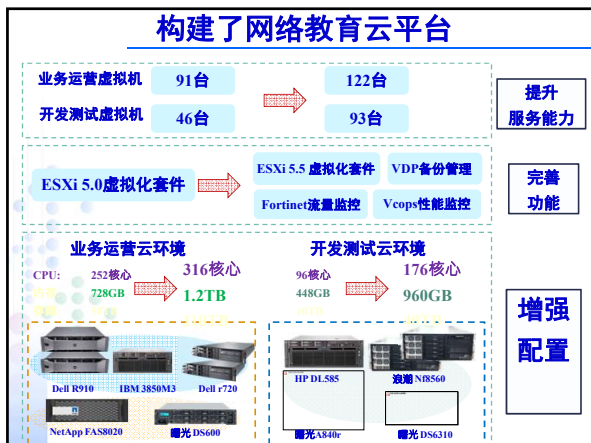 构建了网络教育云平台
业务运营虚拟机 91台 122台
开发测试虚拟机 46台 93台
提升
服务能力
ESXi 5.0虚拟化套件
ESXi 5.5 虚拟化套件 VDP备份管理
Fortinet流量监控 Vcops性能监控
完善
功能
业务运营云环境 开发测试云环境
CPU: 252核心 316核心 96核心 176核心
728GB 1.2TB 448GB 960GB
增强
配置
Dell R910 IBM 3850M3 Dell r720
HP DL585 浪潮 Nf8560
NetApp FAS8020 曙光 DS600
曙光 A840r 曙光 DS6310